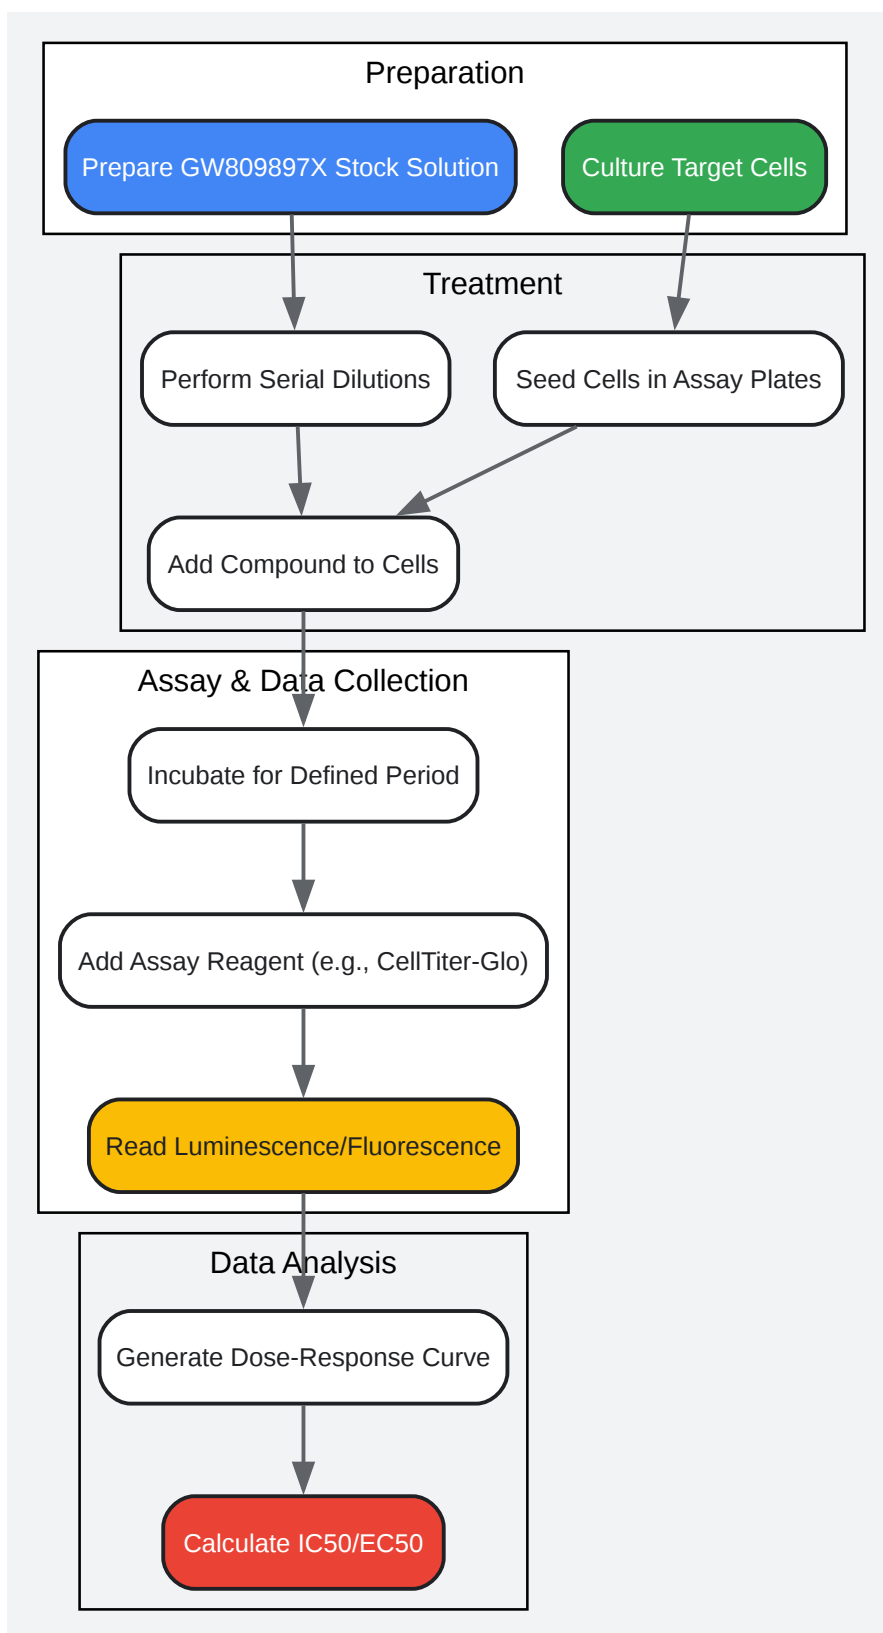 Preparation
Prepare GW809897X Stock Solution
Culture Target Cells
Treatment
Perform Serial Dilutions
Seed Cells in Assay Plates
Add Compound to Cells
Assay & Data Collection
Incubate for Defined Period
Add Assay Reagent (e.g., CellTiter-Glo)
Read Luminescence/Fluorescence
Data Analysis
Generate Dose-Response Curve
Calculate IC50/EC50